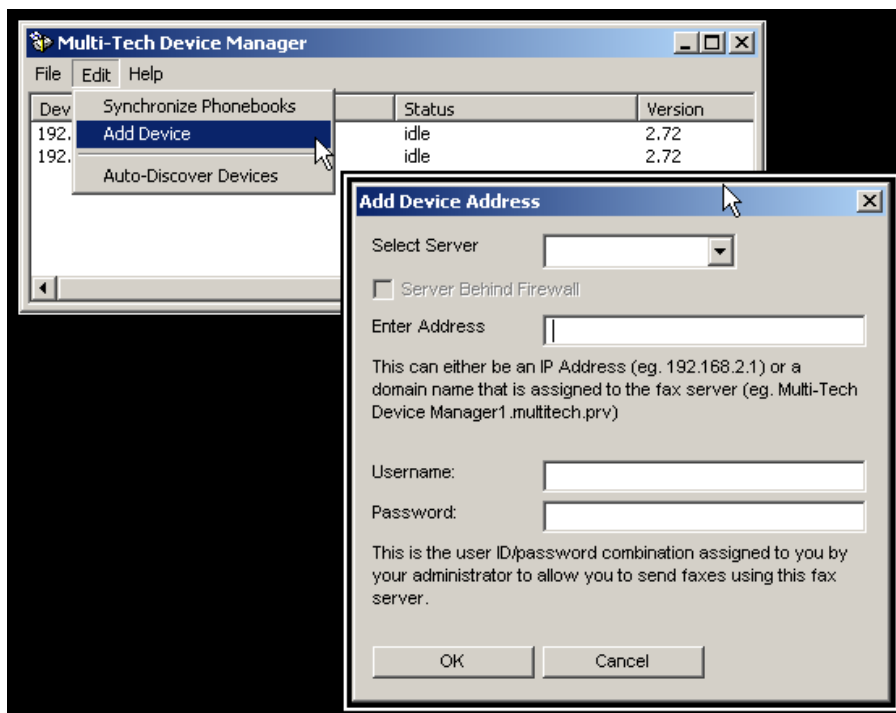 Multi-Tech Device Manager
File Edit Help
Dev Status Version
192. idle 2.72
192. idle 2.72
Synchronize Phonebooks
Add Device
Auto-Discover Devices
Add Device Address
Select Server
Server Behind Firewall
Enter Address
This can either be an IP Address (eg. 192.168.2.1) or a
domain name that is assigned to the fax server (eg. Multi-Tech
Device Manager1.multitech.prv)
Username:
Password:
This is the user ID/password combination assigned to you by
your administrator to allow you to send faxes using this fax
server.
OK Cancel